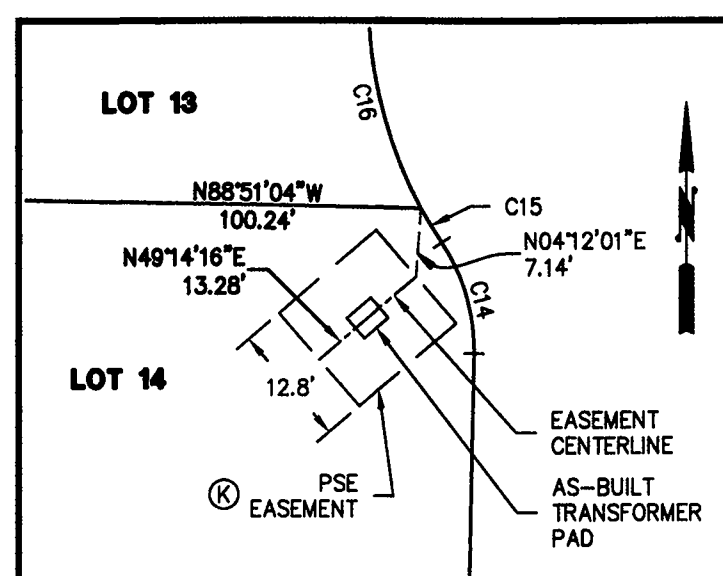 LOT 13
C16
N88°51'04"W
100.24'
C15
N04°12'01"E
7.14'
N49°14'16"E
13.28'
C14
LOT 14
12.8'
EASEMENT
CENTERLINE
K
PSE
EASEMENT
AS-BUILT
TRANSFORMER
PAD
N